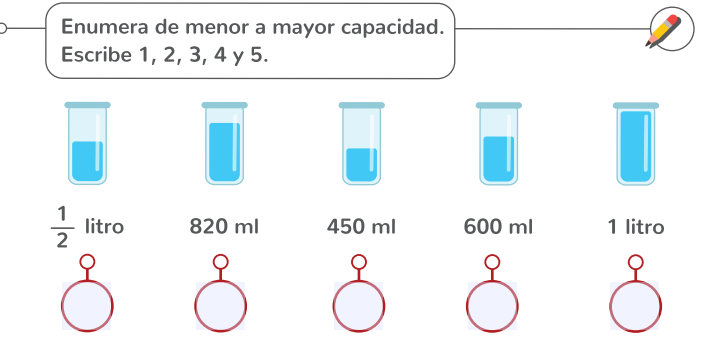 Enumera de menor a mayor capacidad.
Escribe 1, 2, 3, 4 y 5.
1/2 litro 820 ml 450 ml 600 ml 1 litro